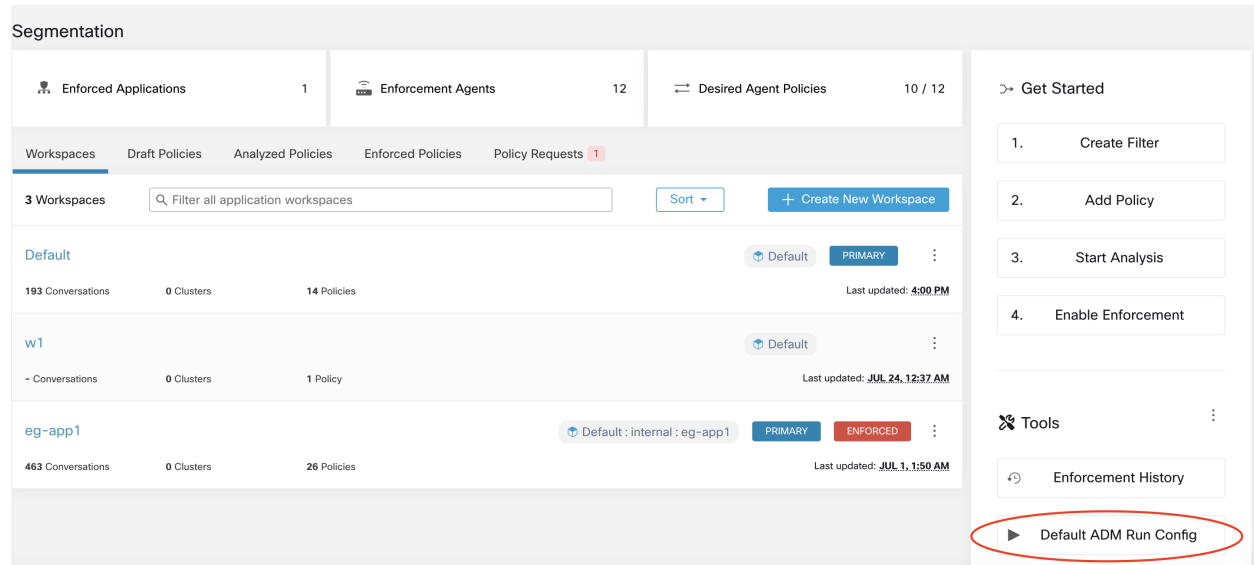 Segmentation
Enforced Applications 1
Enforcement Agents 12
Desired Agent Policies 10 / 12
Workspaces Draft Policies Analyzed Policies Enforced Policies Policy Requests 1
3 Workspaces Filter all application workspaces Sort Create New Workspace
Default Default PRIMARY
193 Conversations 0 Clusters 14 Policies Last updated: 4:00 PM
w1 Default
- Conversations 0 Clusters 1 Policy Last updated: JUL 24, 12:37 AM
eg-app1 Default : internal : eg-app1 PRIMARY ENFORCED
463 Conversations 0 Clusters 26 Policies Last updated: JUL 1, 1:50 AM
Get Started
1. Create Filter
2. Add Policy
3. Start Analysis
4. Enable Enforcement
Tools
Enforcement History
Default ADM Run Config